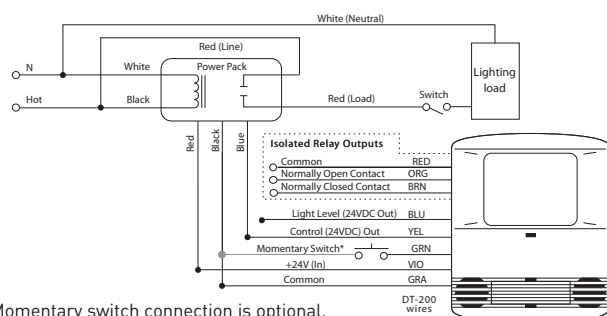 White (Neutral)
Red (Line)
N
White
Power Pack
Lighting
load
Hot
Black
Red (Load)
Switch
Red
Black
Blue
Isolated Relay Outputs
Common RED
Normally Open Contact ORG
Normally Closed Contact BRN
Light Level (24VDC Out) BLU
Control (24VDC) Out YEL
Momentary Switch* GRN
+24V (In) VIO
Common GRA
DT-200
wires
Momentary switch connection is optional.